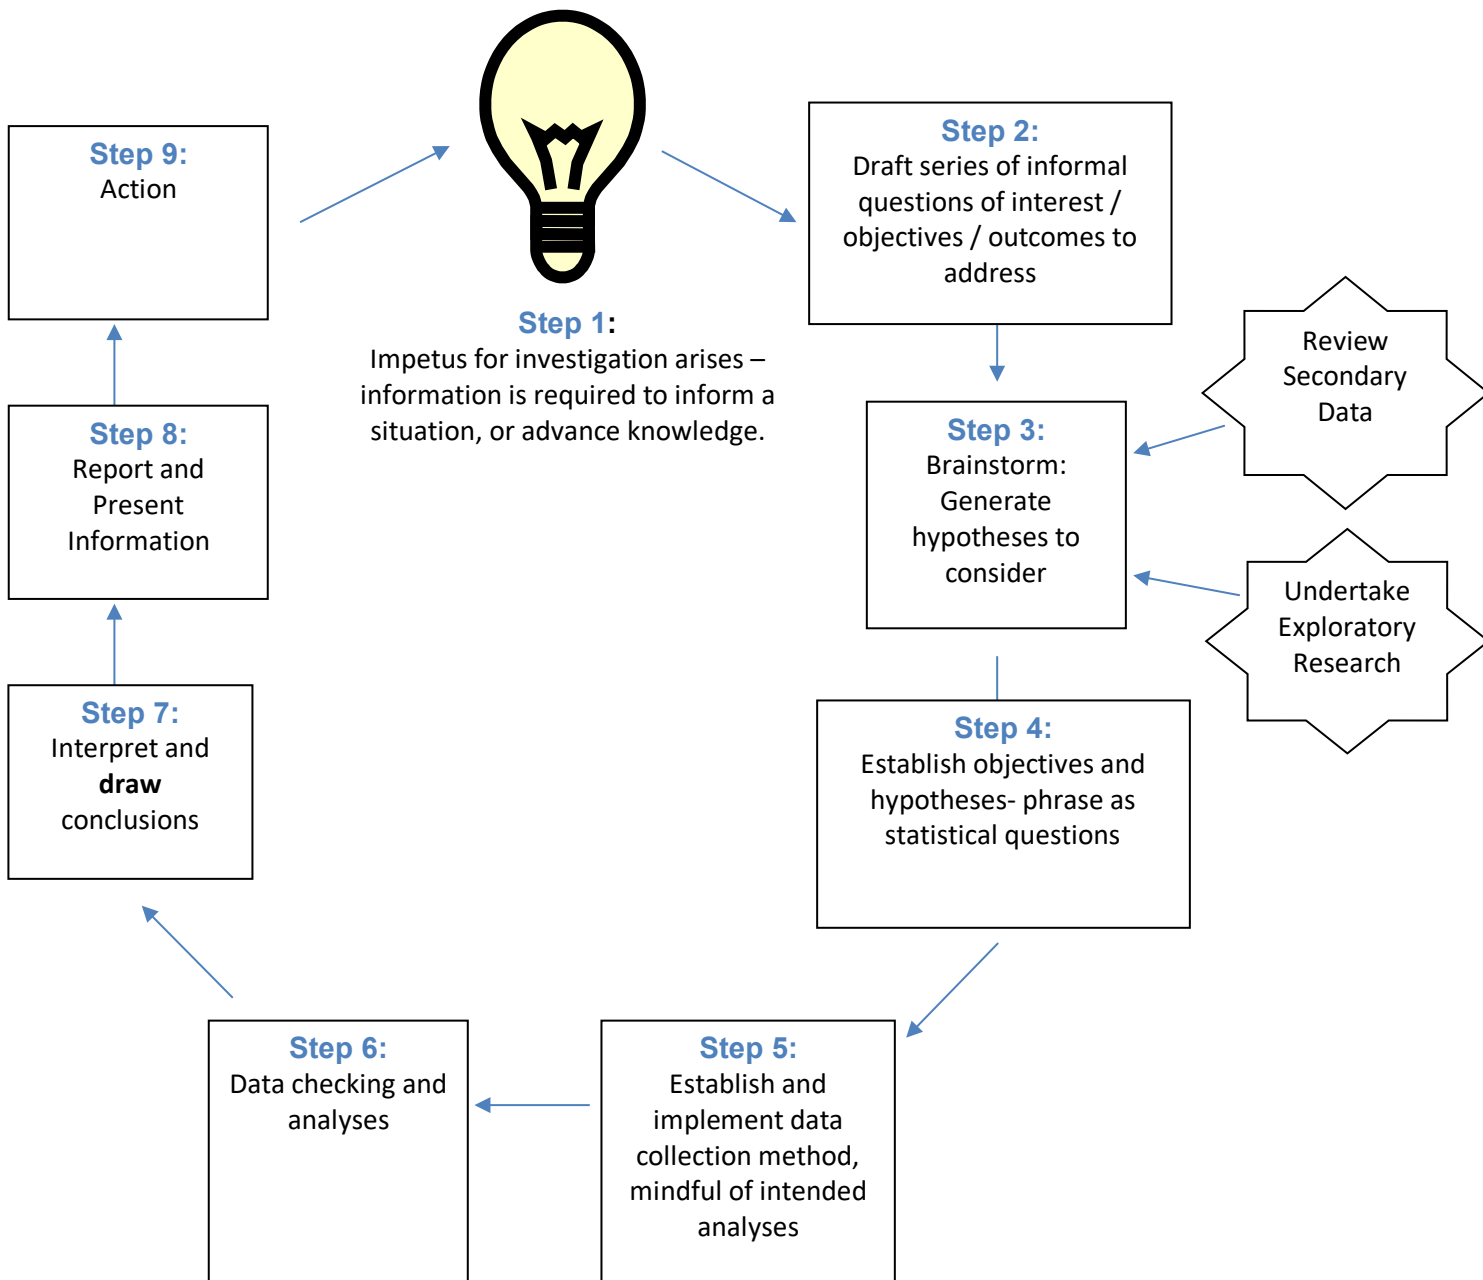 Step 1:
Impetus for investigation arises –
information is required to inform a
situation, or advance knowledge.
Step 2:
Draft series of informal
questions of interest /
objectives / outcomes to
address
Step 3:
Brainstorm:
Generate
hypotheses to
consider
Review
Secondary
Data
Undertake
Exploratory
Research
Step 4:
Establish objectives and
hypotheses- phrase as
statistical questions
Step 5:
Establish and
implement data
collection method,
mindful of intended
analyses
Step 6:
Data checking and
analyses
Step 7:
Interpret and
draw
conclusions
Step 8:
Report and
Present
Information
Step 9:
Action